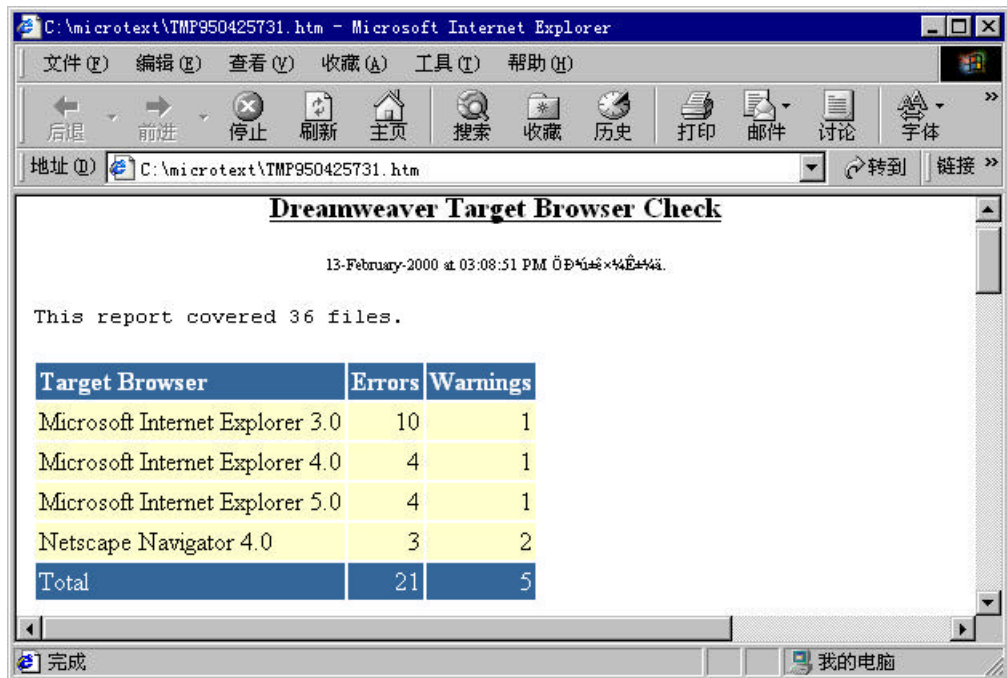 C:\microtext\TMP950425731.htm - Microsoft Internet Explorer
文件(F) 编辑(E) 查看(V) 收藏(A) 工具(T) 帮助(H)
后退 前进 停止 刷新 主页 搜索 收藏 历史 打印 邮件 讨论 字体 »
地址(D) C:\microtext\TMP950425731.htm 转到 链接 »
Dreamweaver Target Browser Check
13-February-2000 at 03:08:51 PM ÖÐ¹ú±ê×¼Ê±¼ä.
This report covered 36 files.
Target Browser Errors Warnings
Microsoft Internet Explorer 3.0 10 1
Microsoft Internet Explorer 4.0 4 1
Microsoft Internet Explorer 5.0 4 1
Netscape Navigator 4.0 3 2
Total 21 5
完成 我的电脑